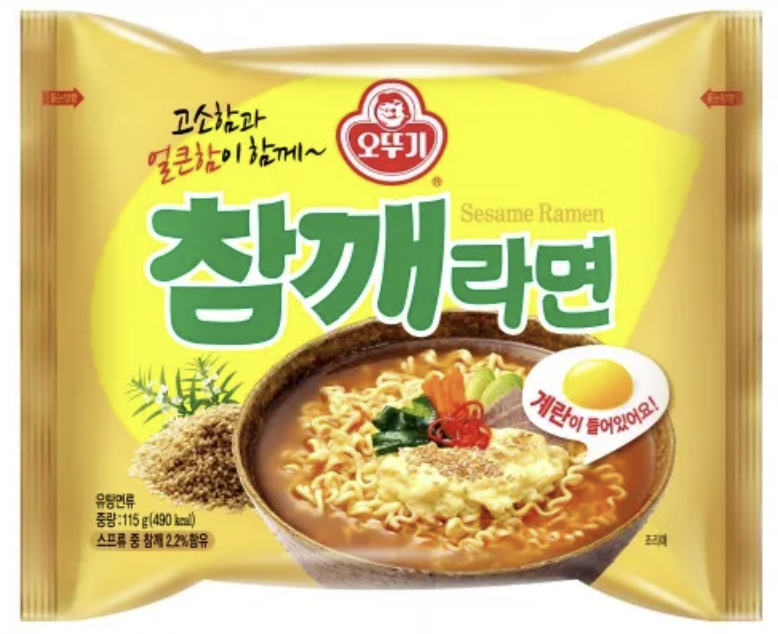 고소함과
얼큰함이 함께~
오뚜기
®
Sesame Ramen
참깨라면
계란이 들어있어요!
유탕면류
중량 : 115 g (490 kcal)
스프류 중 참깨 2.2%함유
조리예